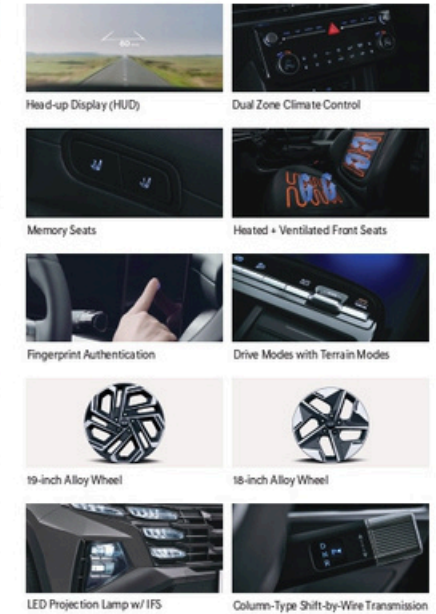 Head-up Display (HUD)
Dual Zone Climate Control
Memory Seats
Heated + Ventilated Front Seats
Fingerprint Authentication
Drive Modes with Terrain Modes
19-inch Alloy Wheel
18-inch Alloy Wheel
LED Projection Lamp w/ IFS
Column-Type Shift-by-Wire Transmission